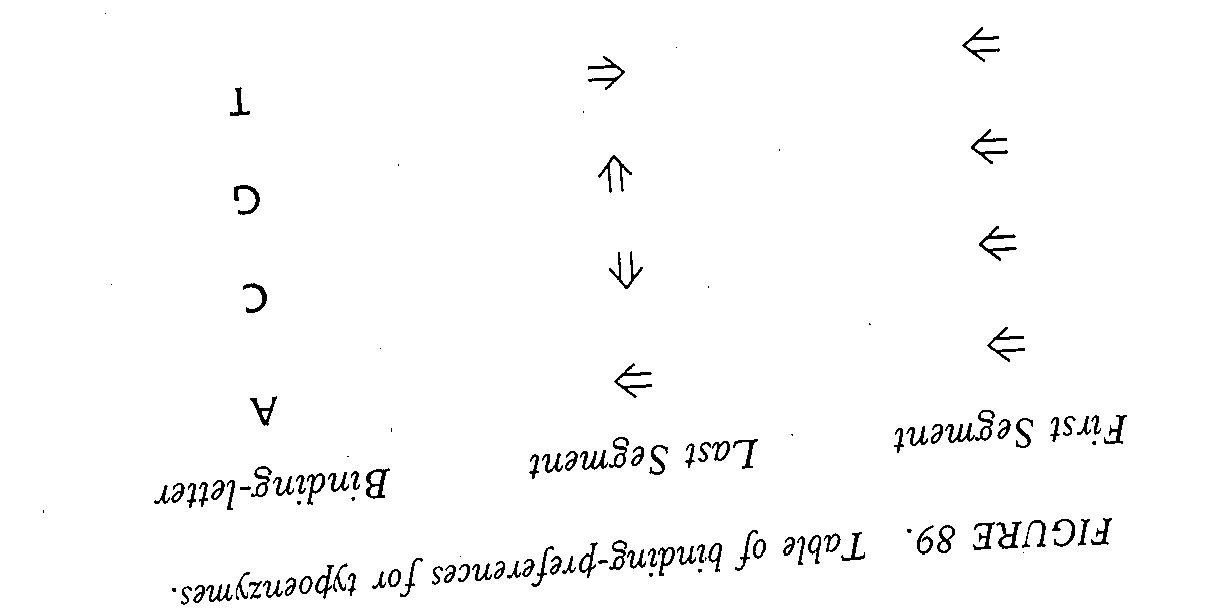 FIGURE 89. Table of binding-preferences for typoenzymes.
First Segment Last Segment Binding-letter
⇒ ⇒ A
⇒ ⇑ C
⇒ ⇓ G
⇒ ⇐ T